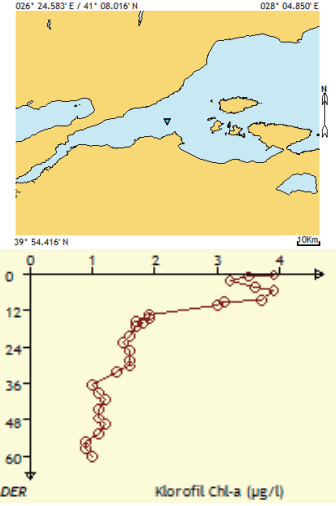 026° 24.583' E / 41° 08.016' N 028° 04.850' E
N
39° 54.416' N 10Km
0 1 2 3 4
0
12
24
36
48
60
DER Klorofil Chl-a (µg/l)